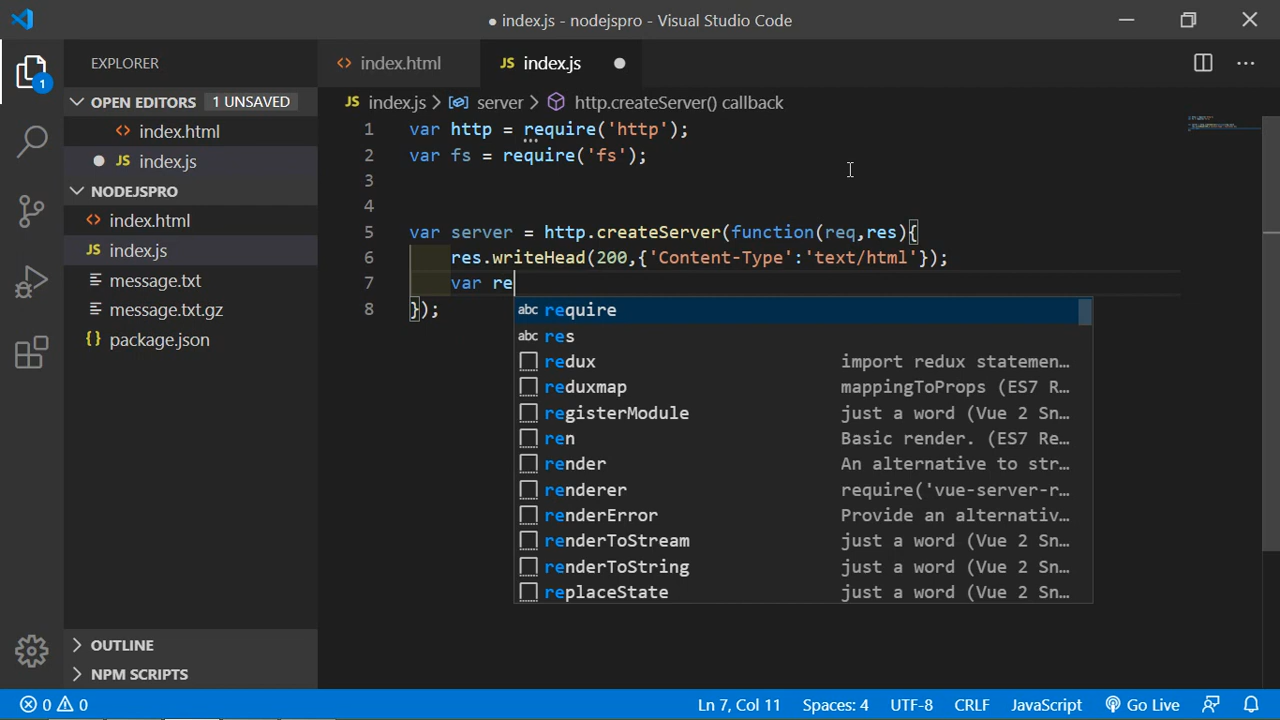 ● index.js - nodejspro - Visual Studio Code
EXPLORER
OPEN EDITORS 1 UNSAVED
index.html
JS index.js
NODEJSPRO
index.html
JS index.js
message.txt
message.txt.gz
{} package.json
OUTLINE
NPM SCRIPTS
1
index.html
JS index.js
JS index.js > server > http.createServer() callback
1 var http = require('http');
2 var fs = require('fs');
3
4
5 var server = http.createServer(function(req,res){
6 res.writeHead(200,{'Content-Type':'text/html'});
7 var re
8 });
abc require
abc res
redux import redux statemen…
reduxmap mappingToProps (ES7 R…
registerModule just a word (Vue 2 Sn…
ren Basic render. (ES7 Re…
render An alternative to str…
renderer require('vue-server-r…
renderError Provide an alternativ…
renderToStream just a word (Vue 2 Sn…
renderToString just a word (Vue 2 Sn…
replaceState just a word (Vue 2 Sn…
0 0 Ln 7, Col 11 Spaces: 4 UTF-8 CRLF JavaScript Go Live